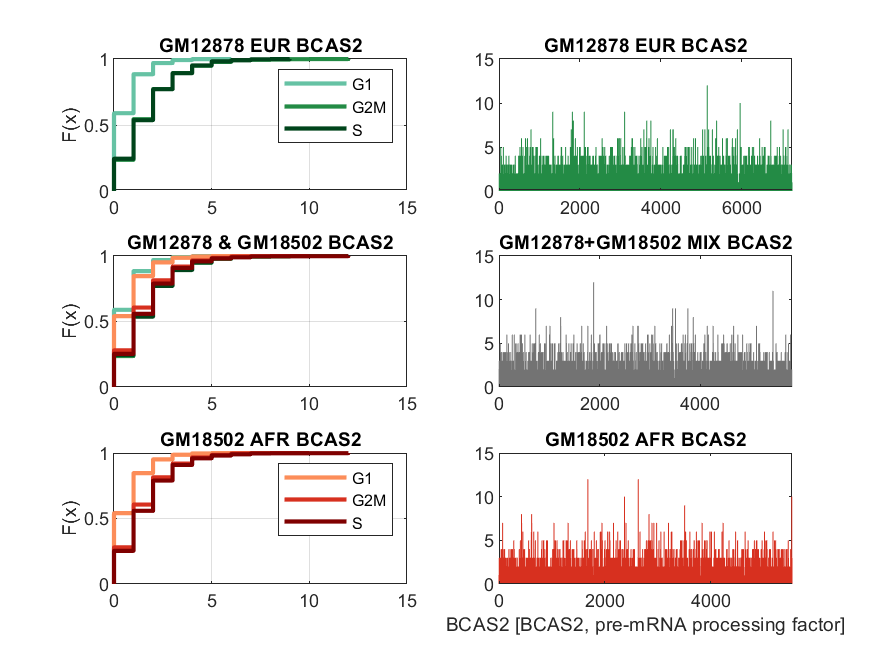 GM12878 EUR BCAS2
1
0.5
0
F(x)
0 5 10 15
G1
G2M
S
GM12878 EUR BCAS2
15
10
5
0
0 2000 4000 6000
GM12878 & GM18502 BCAS2
1
0.5
0
F(x)
0 5 10 15
GM12878+GM18502 MIX BCAS2
15
10
5
0
0 2000 4000
GM18502 AFR BCAS2
1
0.5
0
F(x)
0 5 10 15
G1
G2M
S
GM18502 AFR BCAS2
15
10
5
0
0 2000 4000
BCAS2 [BCAS2, pre-mRNA processing factor]